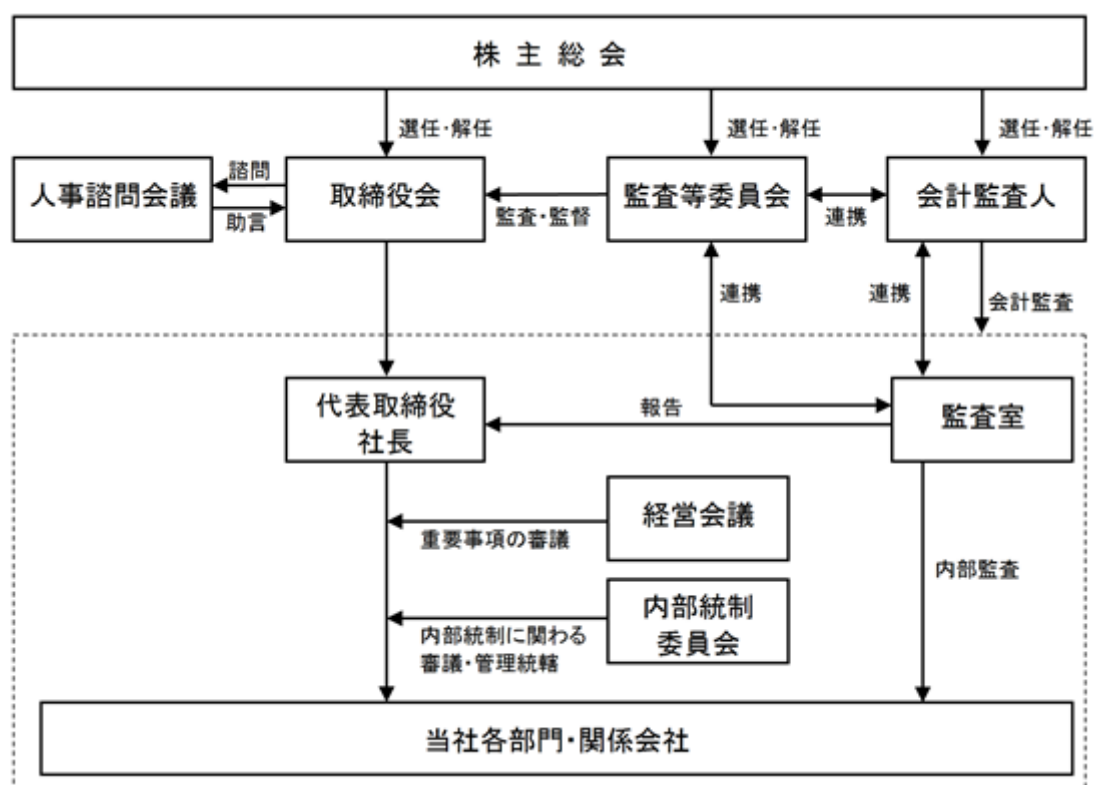 株主総会
選任・解任
選任・解任
選任・解任
人事諮問会議
諮問
助言
取締役会
監査・監督
監査等委員会
連携
会計監査人
連携
連携
会計監査
代表取締役
社長
報告
監査室
経営会議
重要事項の審議
内部監査
内部統制
委員会
内部統制に関わる
審議・管理統轄
当社各部門・関係会社